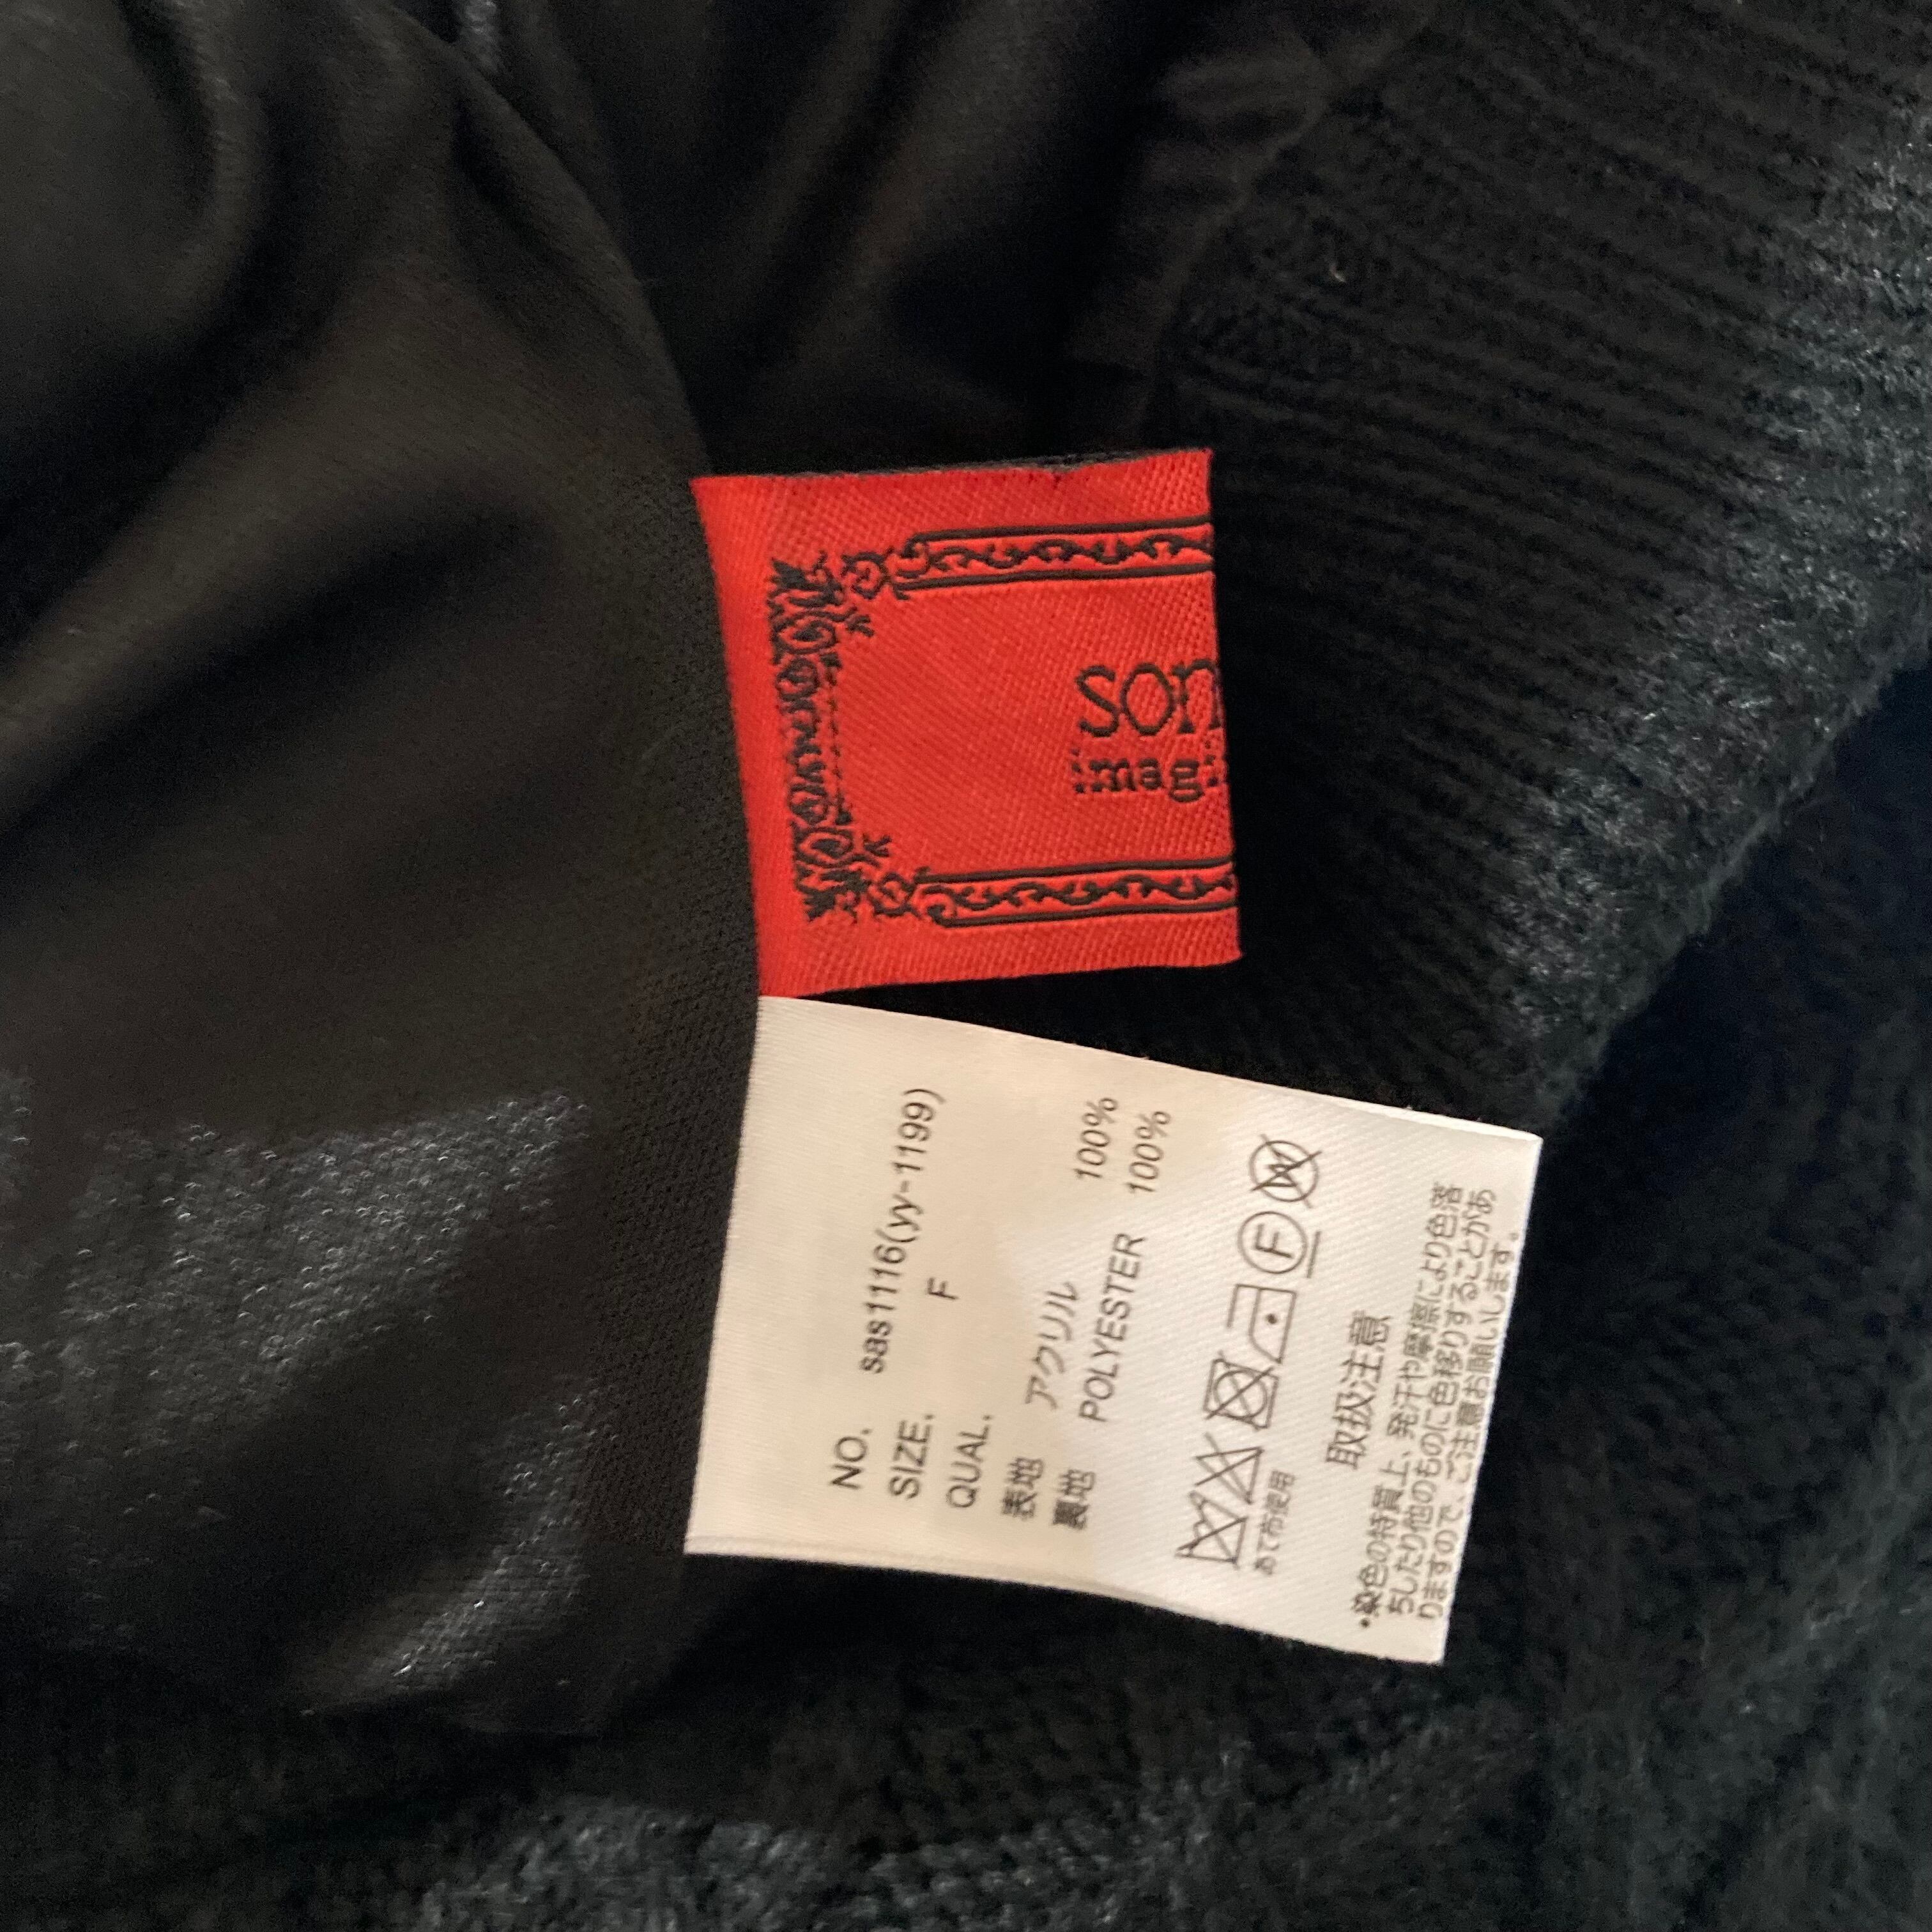 son
imagi
NO. sas1116(yy-1199)
SIZE. F
QUAL.
表地 アクリル 100%
裏地 POLYESTER 100%
F W
あて布使用
取扱注意
・染色の特質上、発汗や摩擦により色落
ちしたり他のものに色移りすることがあ
りますので、ご注意お願いします。